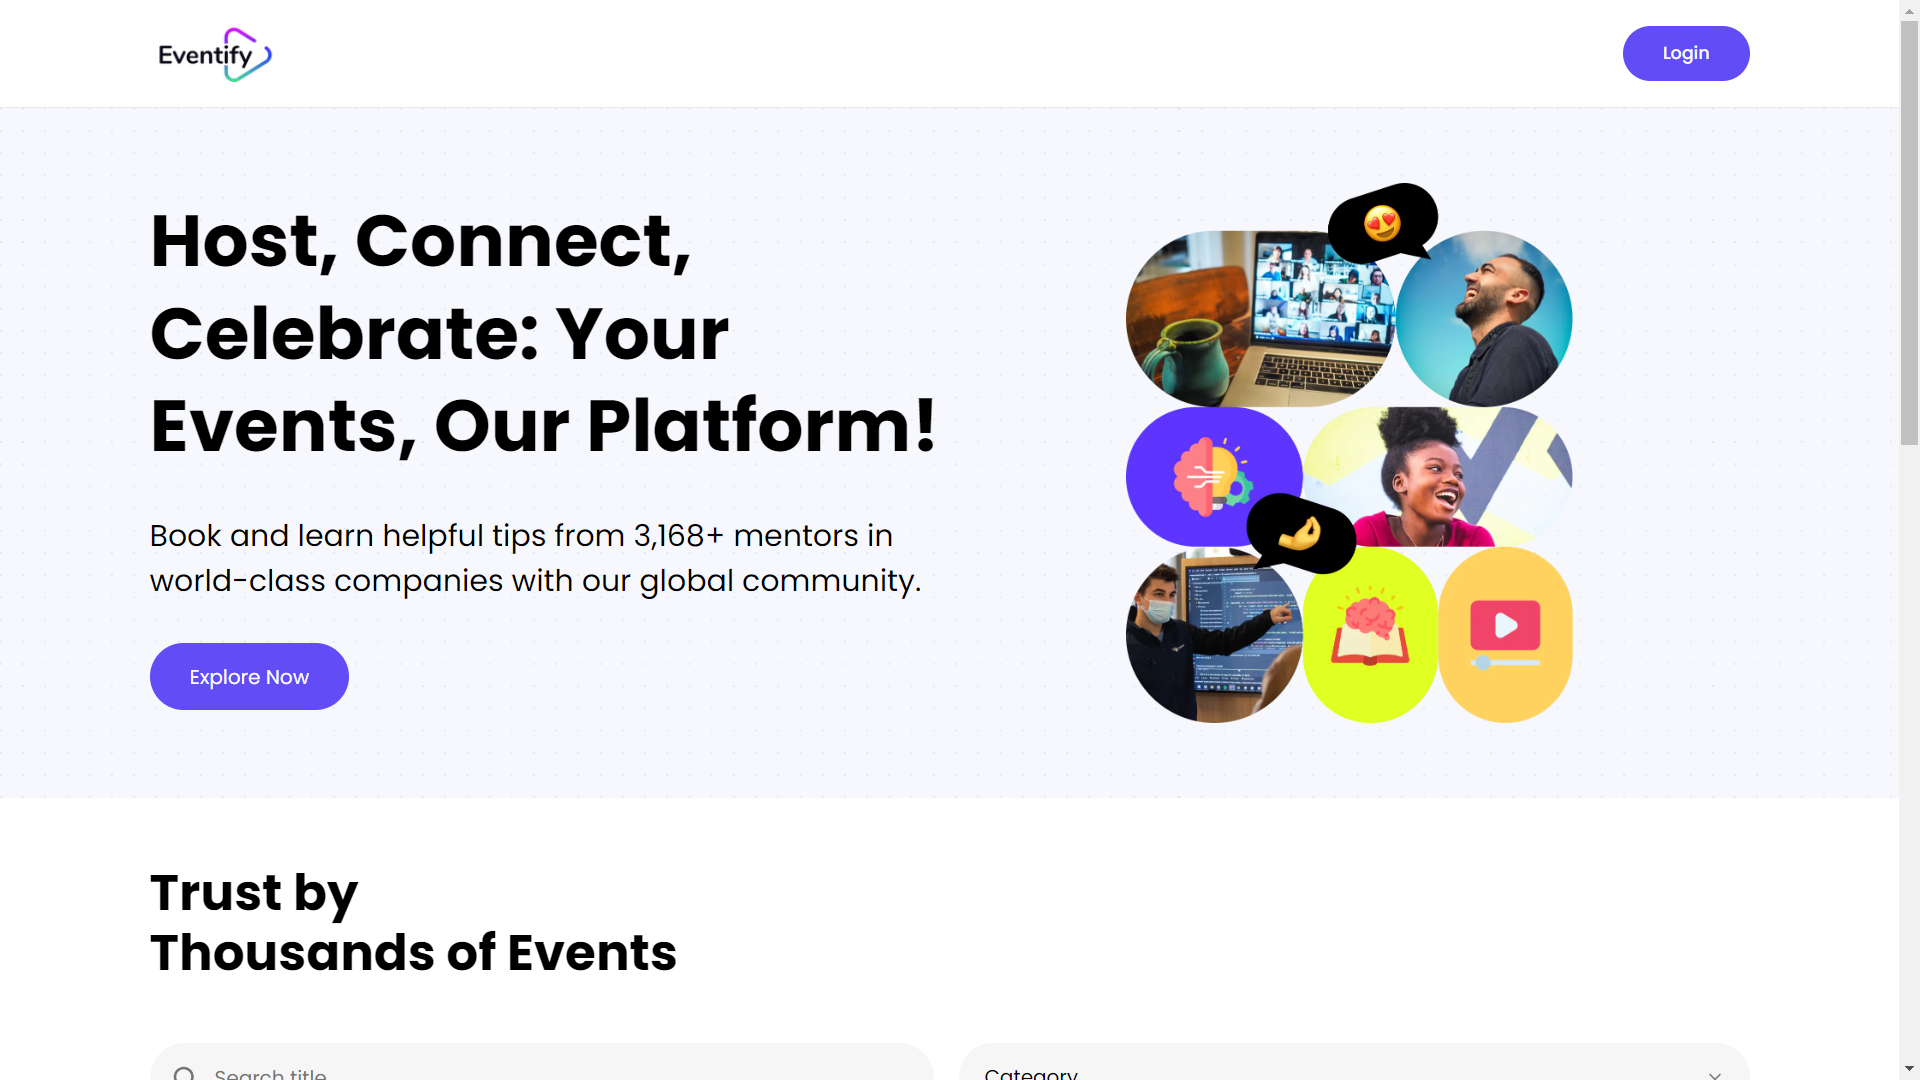 Eventify
Login
Host, Connect,
Celebrate: Your
Events, Our Platform!
Book and learn helpful tips from 3,168+ mentors in
world-class companies with our global community.
Explore Now
Trust by
Thousands of Events
Search title
Category